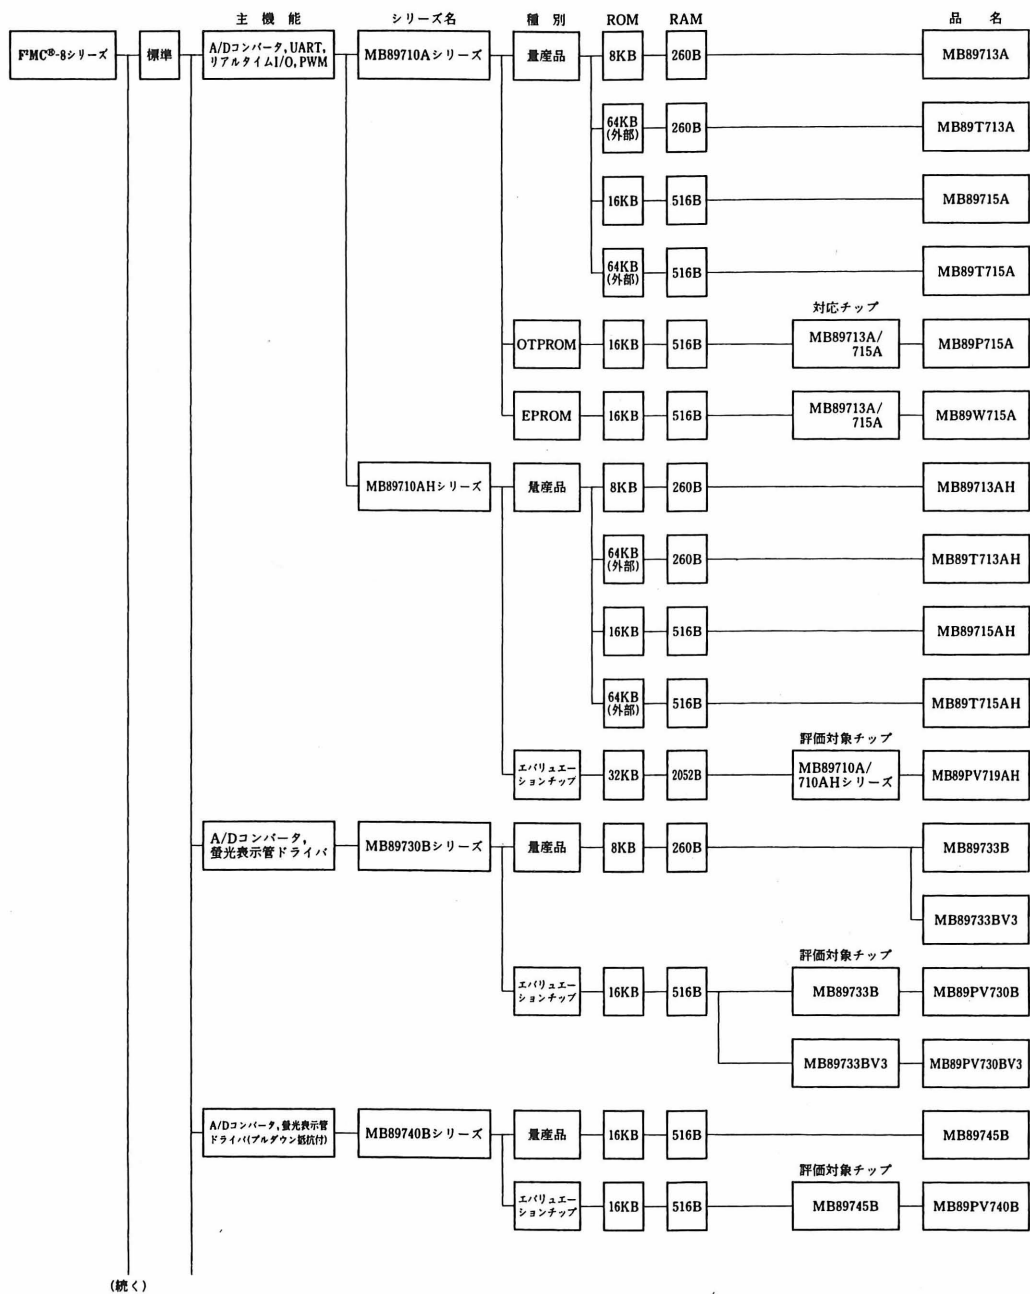 主 機 能
シリーズ名
種 別
ROM
RAM
品 名
F²MC®-8シリーズ
標準
A/Dコンバータ, UART,
リアルタイムI/O, PWM
MB89710Aシリーズ
量産品
8KB
260B
MB89713A
64KB
(外部)
260B
MB89T713A
16KB
516B
MB89715A
64KB
(外部)
516B
MB89T715A
対応チップ
OTPROM
16KB
516B
MB89713A/
715A
MB89P715A
EPROM
16KB
516B
MB89713A/
715A
MB89W715A
MB89710AHシリーズ
量産品
8KB
260B
MB89713AH
64KB
(外部)
260B
MB89T713AH
16KB
516B
MB89715AH
64KB
(外部)
516B
MB89T715AH
評価対象チップ
エバリュエー
ションチップ
32KB
2052B
MB89710A/
710AHシリーズ
MB89PV719AH
A/Dコンバータ,
螢光表示管ドライバ
MB89730Bシリーズ
量産品
8KB
260B
MB89733B
MB89733BV3
評価対象チップ
エバリュエー
ションチップ
16KB
516B
MB89733B
MB89PV730B
MB89733BV3
MB89PV730BV3
A/Dコンバータ, 螢光表示管
ドライバ(プルダウン抵抗付)
MB89740Bシリーズ
量産品
16KB
516B
MB89745B
評価対象チップ
エバリュエー
ションチップ
16KB
516B
MB89745B
MB89PV740B
(続く)